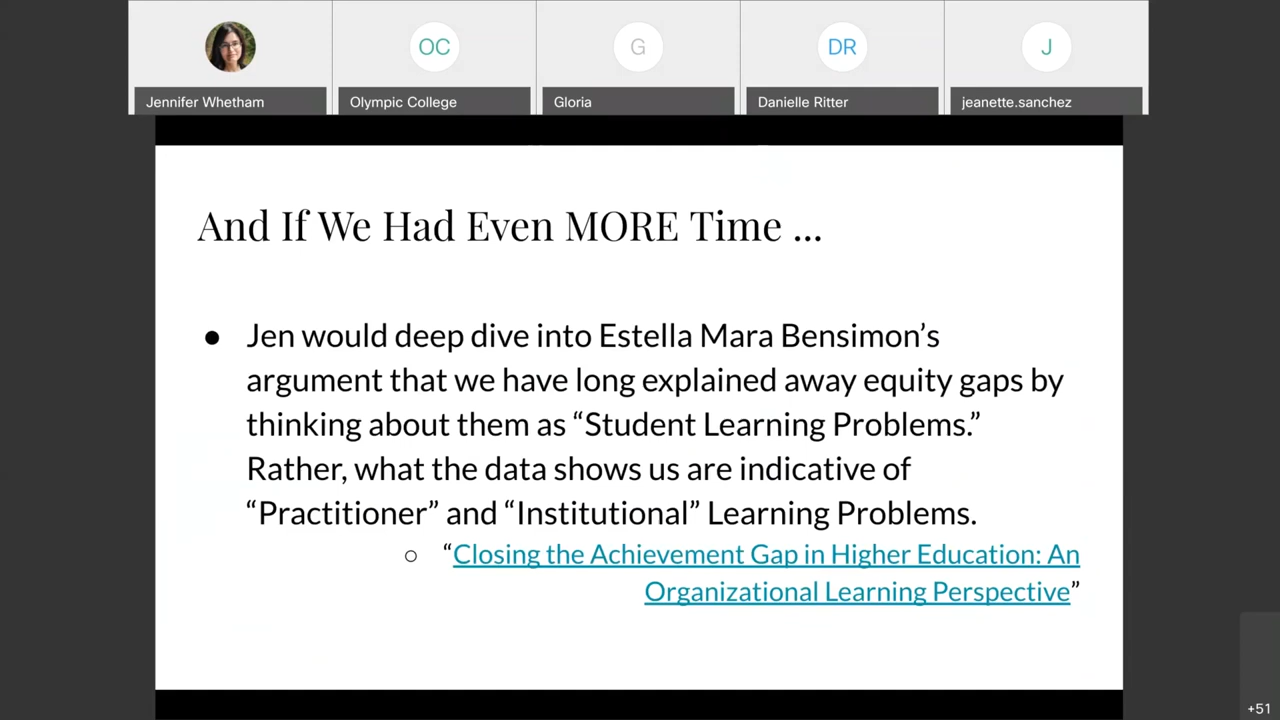 OC
G
DR
J
Jennifer Whetham
Olympic College
Gloria
Danielle Ritter
jeanette.sanchez
And If We Had Even MORE Time ...
● Jen would deep dive into Estella Mara Bensimon’s
argument that we have long explained away equity gaps by
thinking about them as “Student Learning Problems.”
Rather, what the data shows us are indicative of
“Practitioner” and “Institutional” Learning Problems.
○ “Closing the Achievement Gap in Higher Education: An
Organizational Learning Perspective”
+51